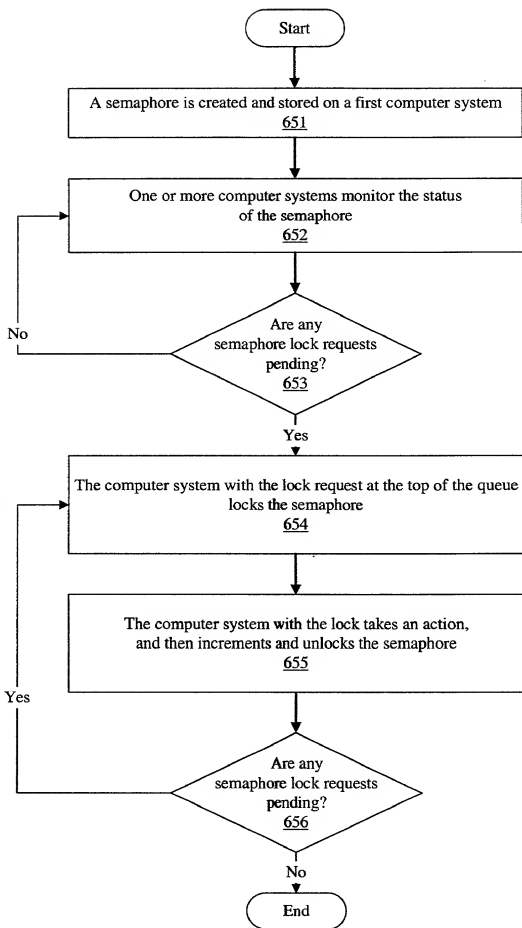 Start
A semaphore is created and stored on a first computer system
651
One or more computer systems monitor the status
of the semaphore
652
No
Are any
semaphore lock requests
pending?
653
Yes
The computer system with the lock request at the top of the queue
locks the semaphore
654
The computer system with the lock takes an action,
and then increments and unlocks the semaphore
655
Yes
Are any
semaphore lock requests
pending?
656
No
End